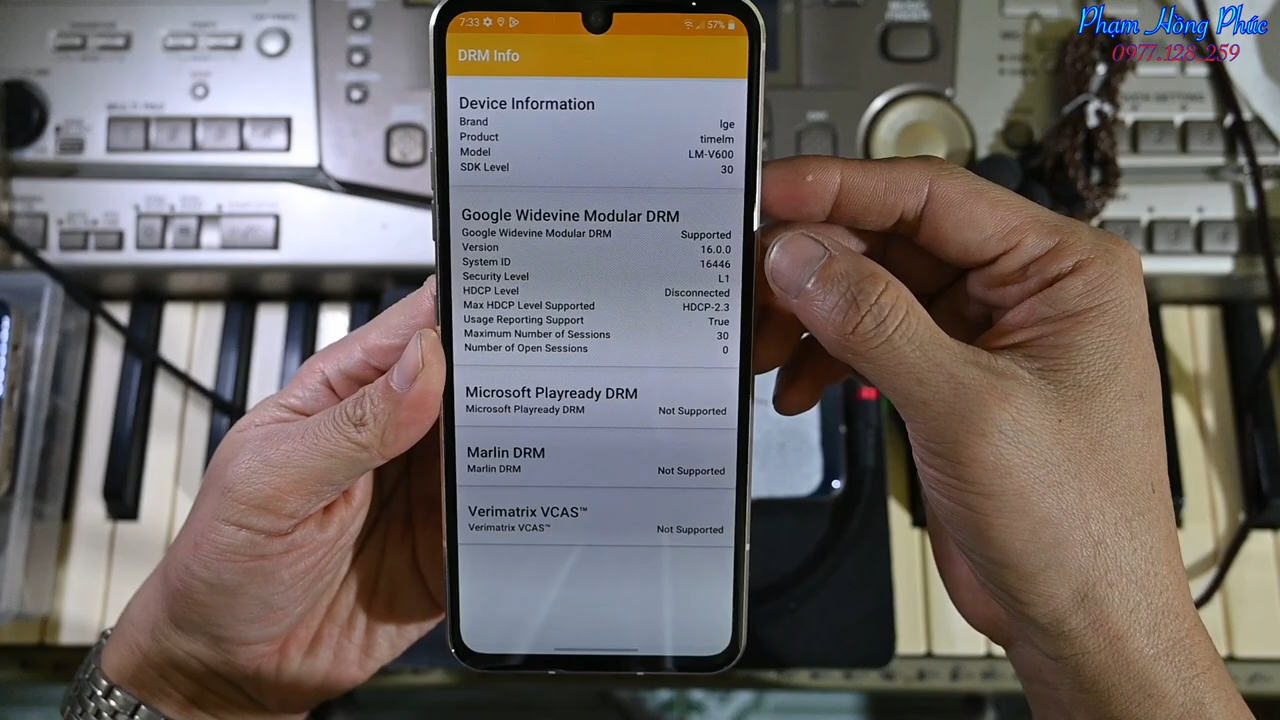 Phạm Hồng Phúc
0977.128.259
7:33
57%
DRM Info
Device Information
Brand lge
Product timelm
Model LM-V600
SDK Level 30
Google Widevine Modular DRM
Google Widevine Modular DRM Supported
Version 16.0.0
System ID 16446
Security Level L1
HDCP Level Disconnected
Max HDCP Level Supported HDCP-2.3
Usage Reporting Support True
Maximum Number of Sessions 30
Number of Open Sessions 0
Microsoft Playready DRM
Microsoft Playready DRM Not Supported
Marlin DRM
Marlin DRM Not Supported
Verimatrix VCAS™
Verimatrix VCAS™ Not Supported
MUSIC
FINDER